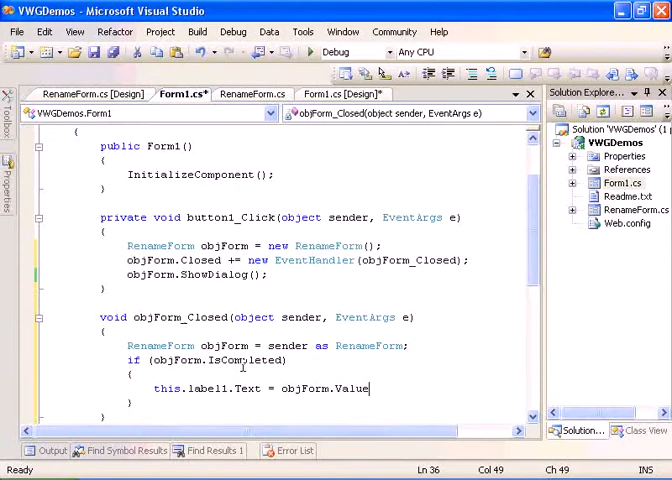 VWGDemos - Microsoft Visual Studio
File Edit View Refactor Project Build Debug Data Tools Window Community Help
Debug Any CPU
RenameForm.cs [Design] Form1.cs* RenameForm.cs Form1.cs [Design]*
VWGDemos.Form1 objForm_Closed(object sender, EventArgs e)
Toolbox
Properties
{
public Form1()
{
InitializeComponent();
}
private void button1_Click(object sender, EventArgs e)
{
RenameForm objForm = new RenameForm();
objForm.Closed += new EventHandler(objForm_Closed);
objForm.ShowDialog();
}
void objForm_Closed(object sender, EventArgs e)
{
RenameForm objForm = sender as RenameForm;
if (objForm.IsCompleted)
{
this.label1.Text = objForm.Value
}
}
Solution Explore...
Solution 'VWGDemos' (1 proj
VWGDemos
Properties
References
Form1.cs
Readme.txt
RenameForm.cs
Web.config
Solution... Class View
Output Find Symbol Results Find Results 1 Error List
Ready Ln 36 Col 49 Ch 49